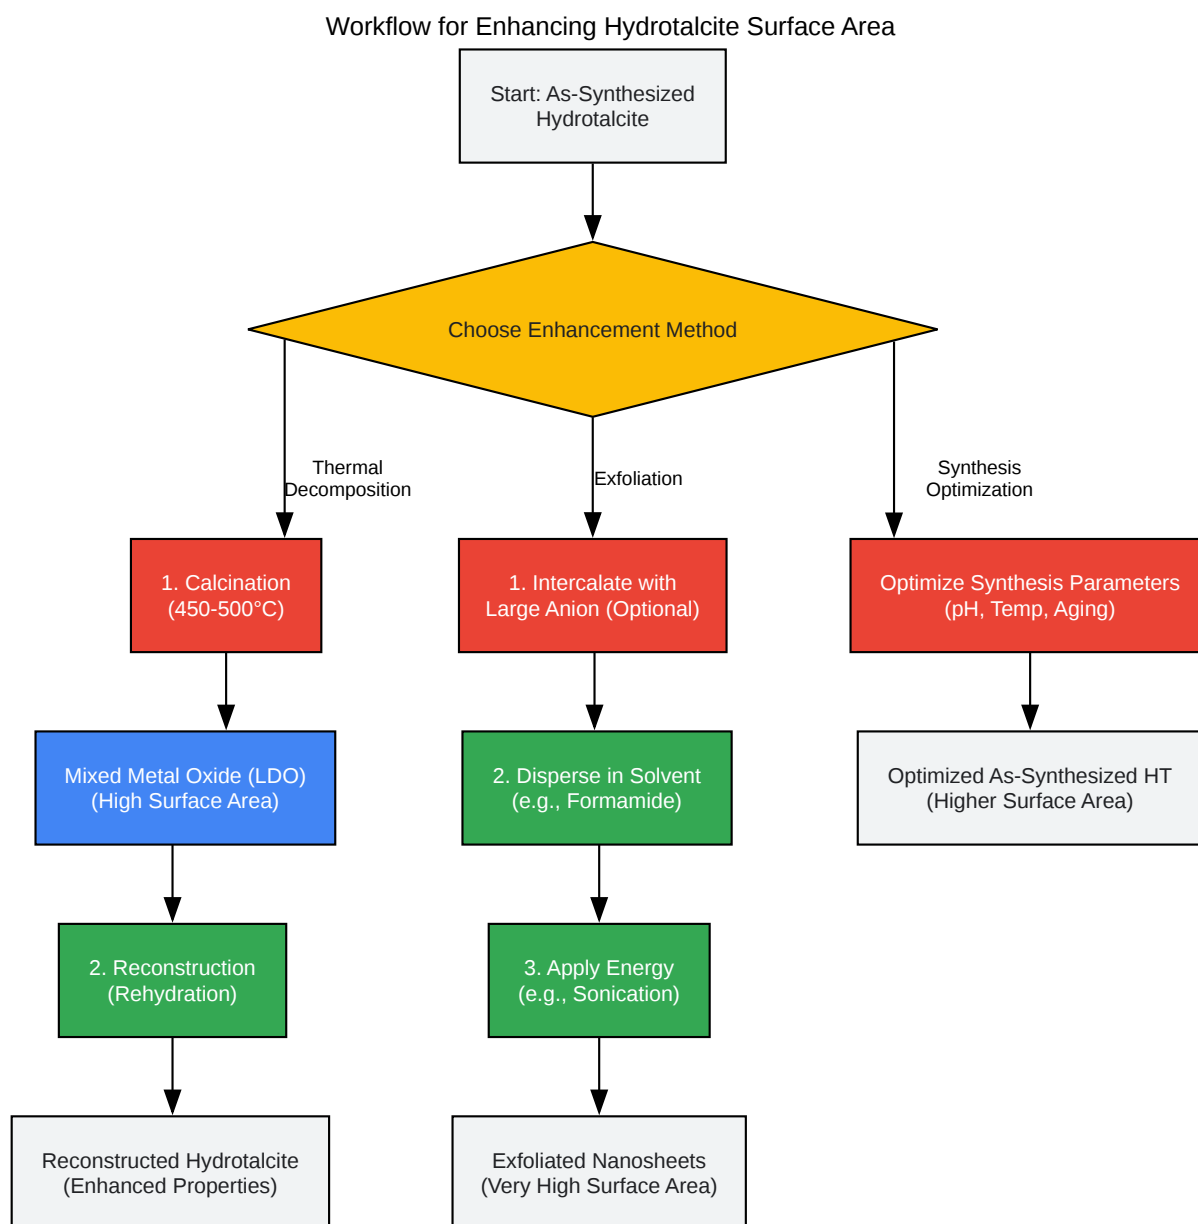 Workflow for Enhancing Hydrotalcite Surface Area
Start: As-Synthesized
Hydrotalcite
Choose Enhancement Method
Thermal
Decomposition
Exfoliation
Synthesis
Optimization
1. Calcination
(450-500°C)
1. Intercalate with
Large Anion (Optional)
Optimize Synthesis Parameters
(pH, Temp, Aging)
Mixed Metal Oxide (LDO)
(High Surface Area)
2. Disperse in Solvent
(e.g., Formamide)
Optimized As-Synthesized HT
(Higher Surface Area)
2. Reconstruction
(Rehydration)
3. Apply Energy
(e.g., Sonication)
Reconstructed Hydrotalcite
(Enhanced Properties)
Exfoliated Nanosheets
(Very High Surface Area)